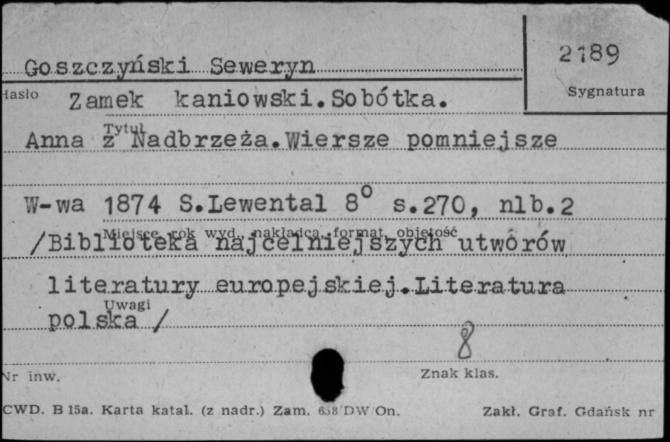 Goszczyński Seweryn
2189
Sygnatura
Hasło
Zamek kaniowski. Sobótka.
Tytuł
Anna z Nadbrzeża. Wiersze pomniejsze
W-wa 1874 S.Lewental 8° s.270, nlb.2
Miejsce, rok wyd., nakładca, format, objętość
/Biblioteka najcelniejszych utworów
literatury europejskiej. Literatura
Uwagi
polska /
8
Nr inw.
Znak klas.
CWD. B 15a. Karta katal. (z nadr.) Zam. 658 DW/On.
Zakł. Graf. Gdańsk nr